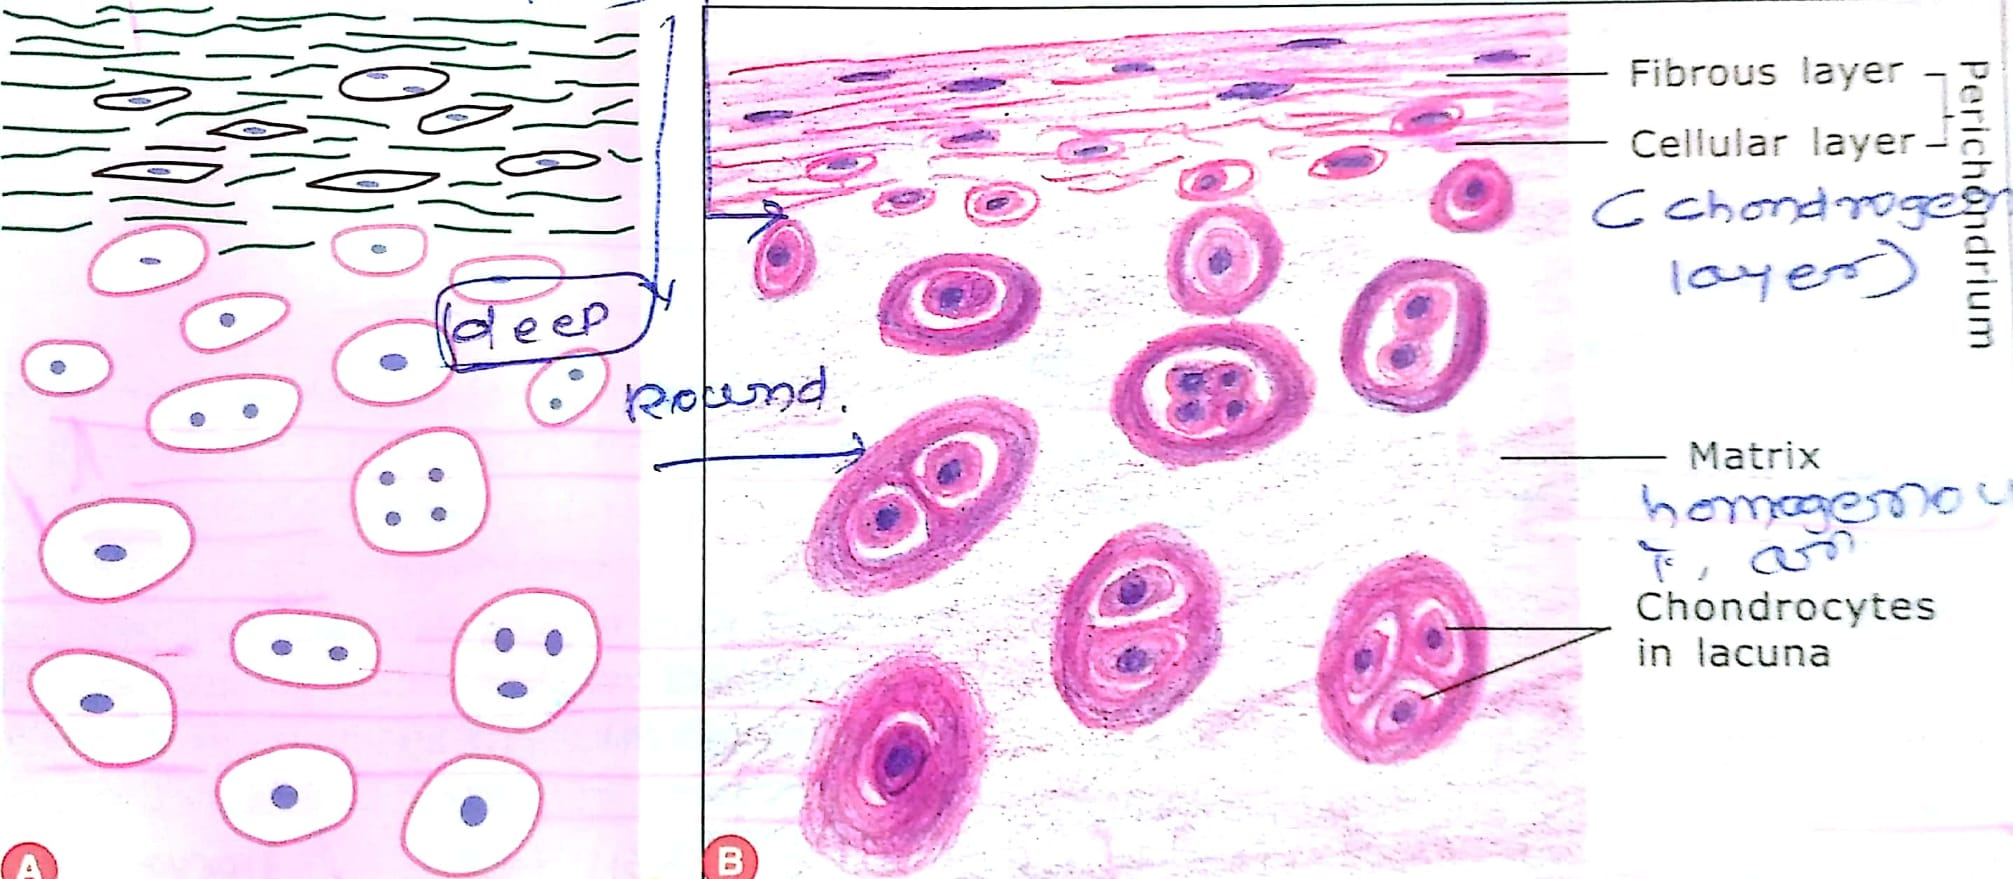 Fibrous layer
Cellular layer
Perichondrium
( chondrogen
layer)
deep
Round.
Matrix
homogenou
Chondrocytes
in lacuna
A
B